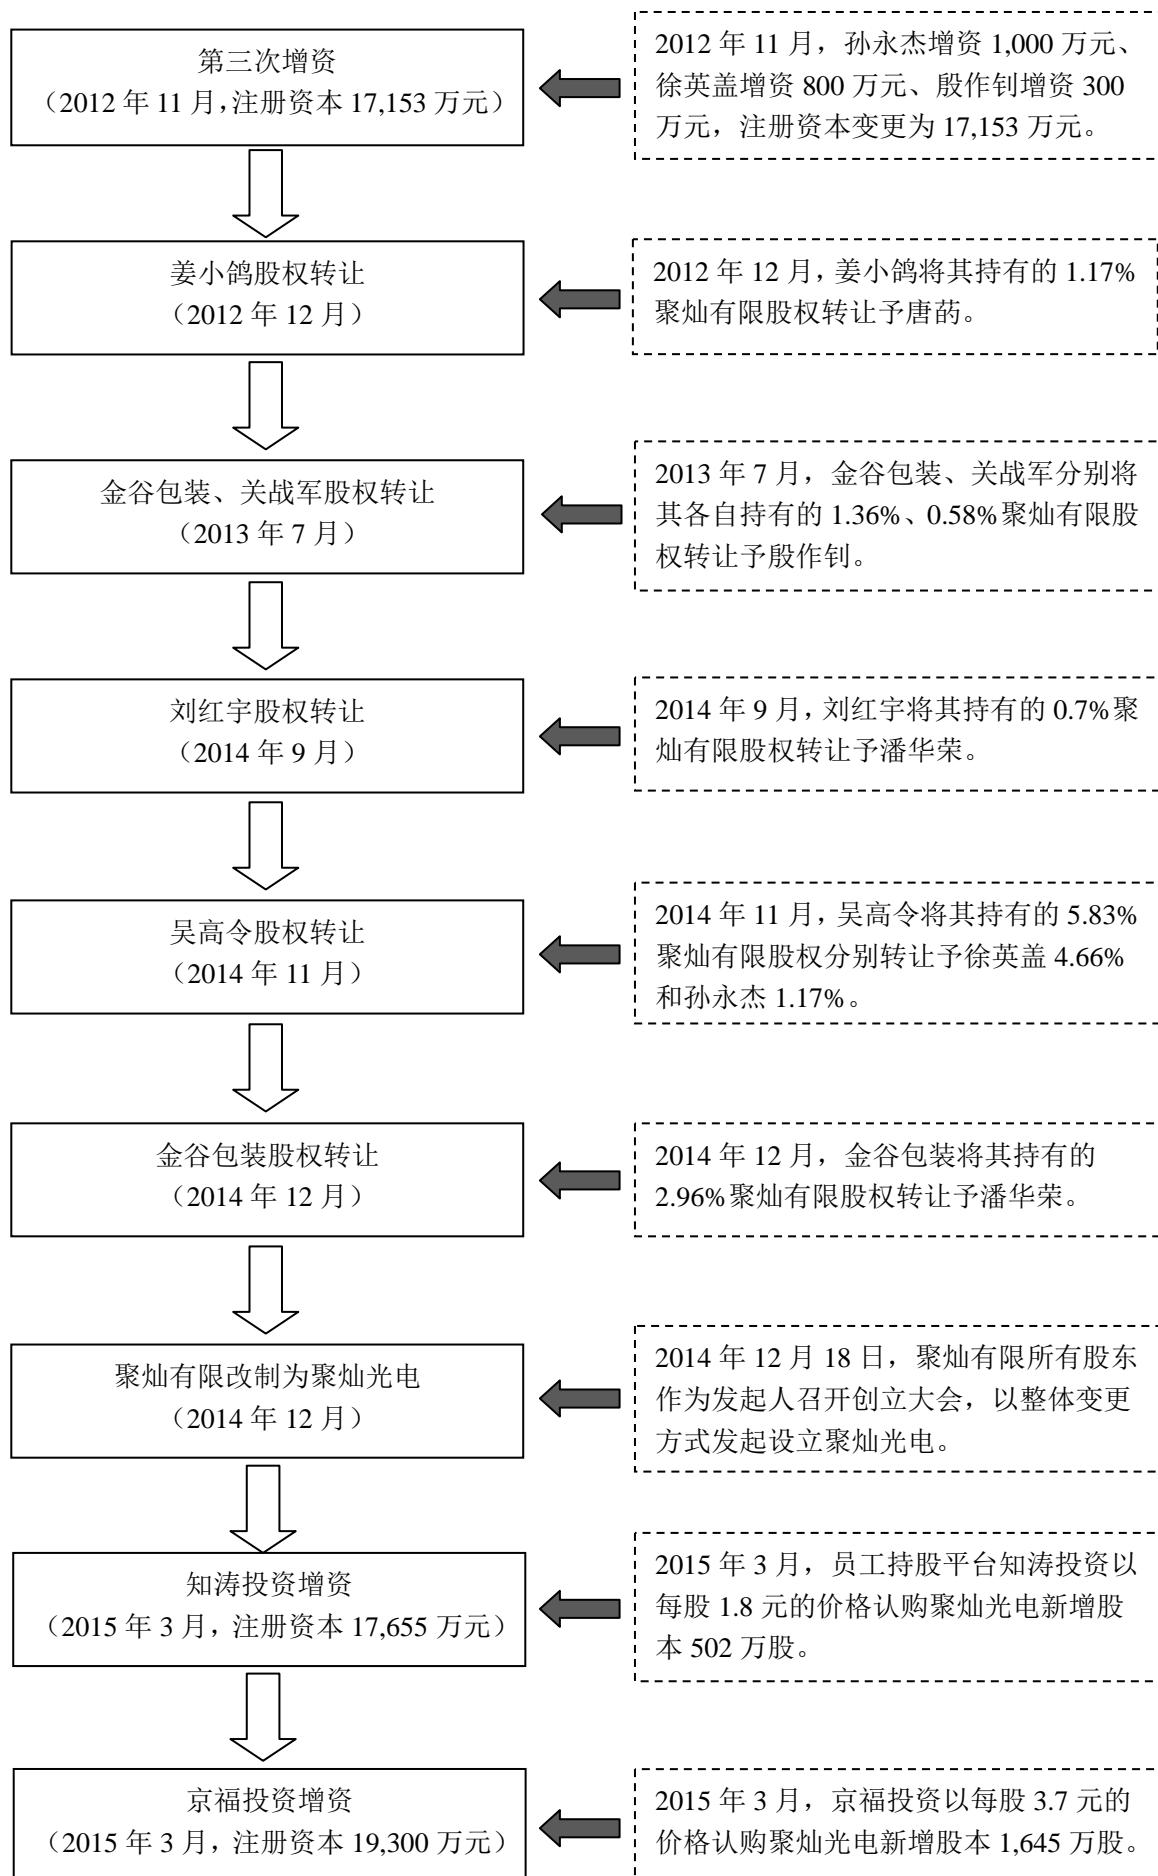 第三次增资
（2012 年 11 月，注册资本 17,153 万元）
2012 年 11 月，孙永杰增资 1,000 万元、
徐英盖增资 800 万元、殷作钊增资 300
万元，注册资本变更为 17,153 万元。
姜小鸽股权转让
（2012 年 12 月）
2012 年 12 月，姜小鸽将其持有的 1.17%
聚灿有限股权转让予唐菂。
金谷包装、关战军股权转让
（2013 年 7 月）
2013 年 7 月，金谷包装、关战军分别将
其各自持有的 1.36%、0.58%聚灿有限股
权转让予殷作钊。
刘红宇股权转让
（2014 年 9 月）
2014 年 9 月，刘红宇将其持有的 0.7%聚
灿有限股权转让予潘华荣。
吴高令股权转让
（2014 年 11 月）
2014 年 11 月，吴高令将其持有的 5.83%
聚灿有限股权分别转让予徐英盖 4.66%
和孙永杰 1.17%。
金谷包装股权转让
（2014 年 12 月）
2014 年 12 月，金谷包装将其持有的
2.96%聚灿有限股权转让予潘华荣。
聚灿有限改制为聚灿光电
（2014 年 12 月）
2014 年 12 月 18 日，聚灿有限所有股东
作为发起人召开创立大会，以整体变更
方式发起设立聚灿光电。
知涛投资增资
（2015 年 3 月，注册资本 17,655 万元）
2015 年 3 月，员工持股平台知涛投资以
每股 1.8 元的价格认购聚灿光电新增股
本 502 万股。
京福投资增资
（2015 年 3 月，注册资本 19,300 万元）
2015 年 3 月，京福投资以每股 3.7 元的
价格认购聚灿光电新增股本 1,645 万股。